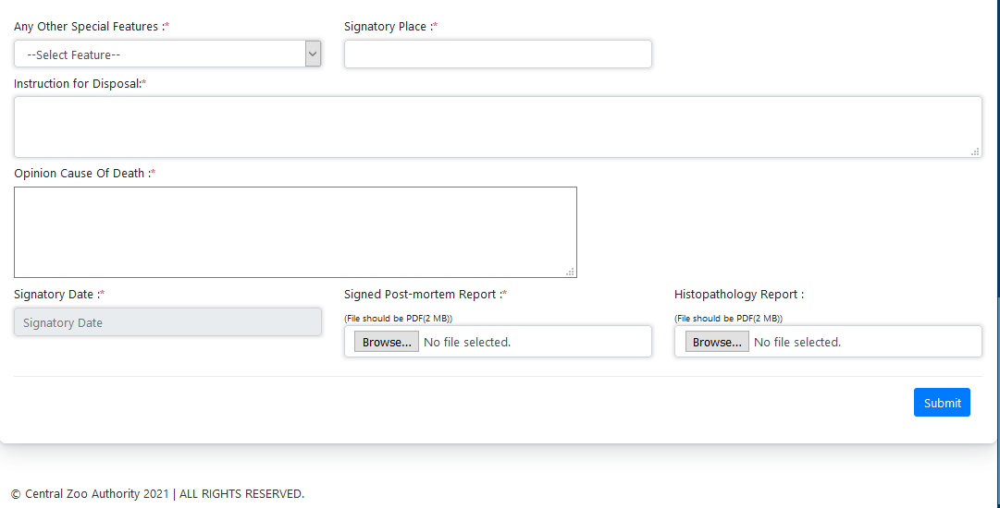 Any Other Special Features :* Signatory Place :*
--Select Feature--
Instruction for Disposal:*
Opinion Cause Of Death :*
Signatory Date :* Signed Post-mortem Report :* Histopathology Report :
(File should be PDF(2 MB)) (File should be PDF(2 MB))
Signatory Date Browse... No file selected. Browse... No file selected.
Submit
© Central Zoo Authority 2021 | ALL RIGHTS RESERVED.